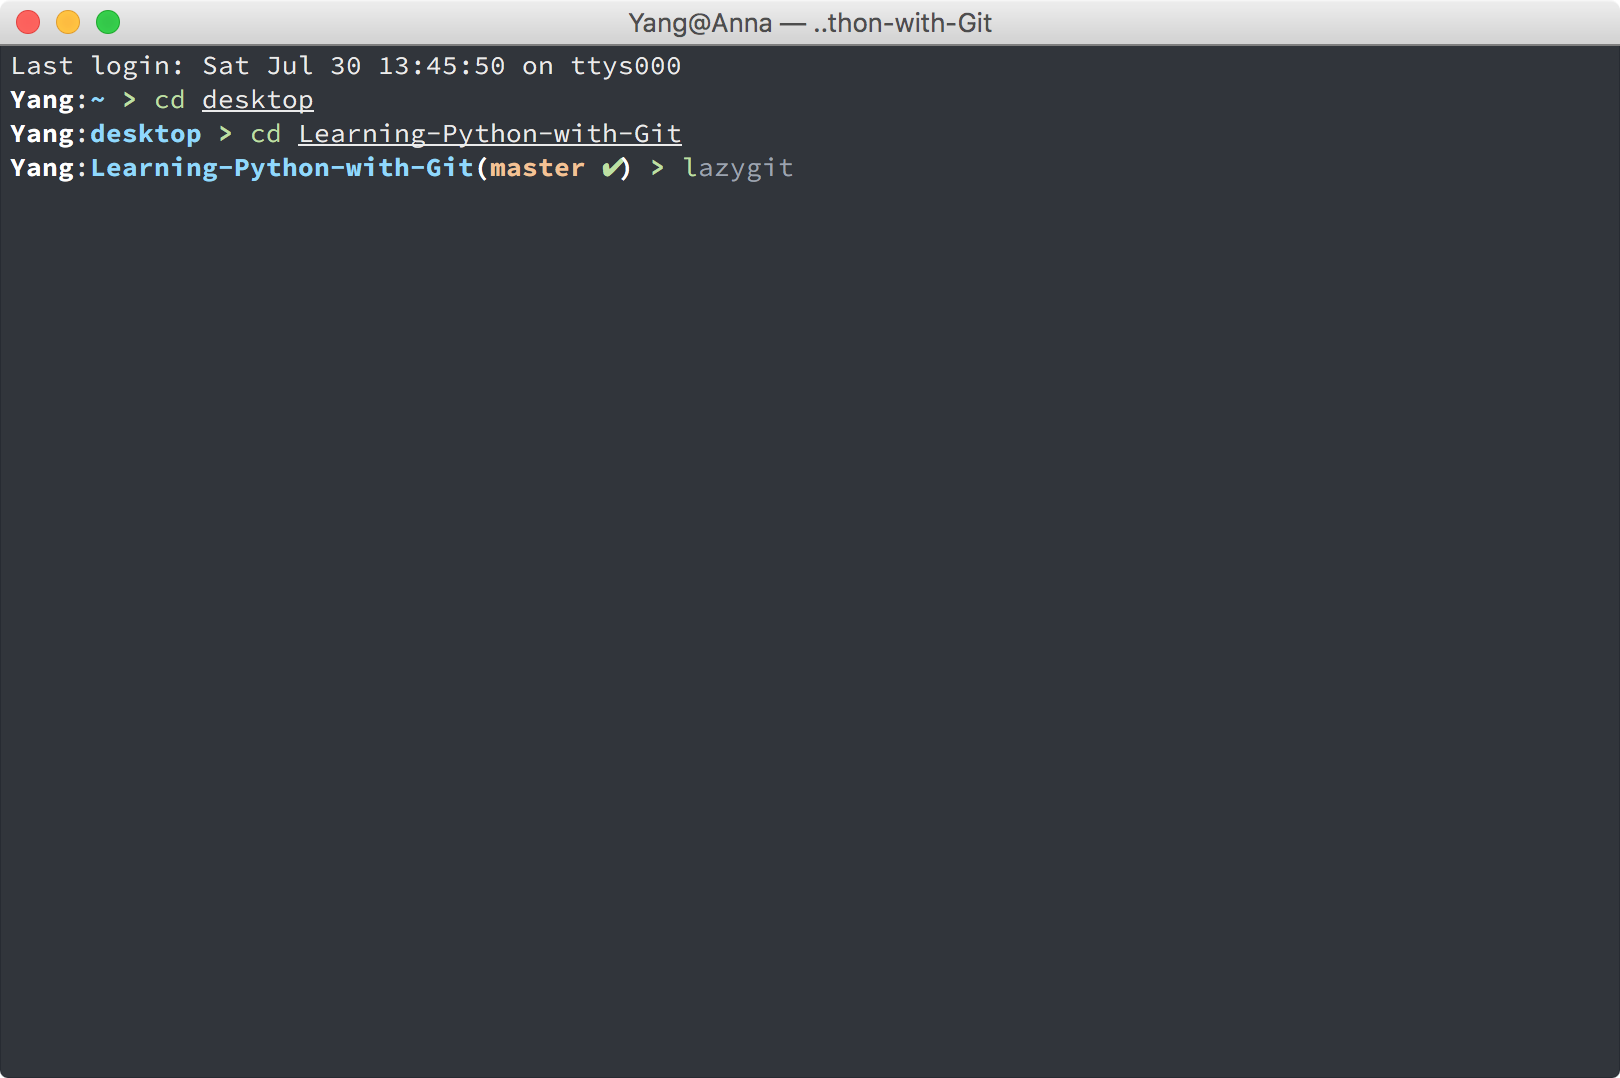 Yang@Anna — ..thon-with-Git
Last login: Sat Jul 30 13:45:50 on ttys000
Yang:~ > cd desktop
Yang:desktop > cd Learning-Python-with-Git
Yang:Learning-Python-with-Git(master ✔) > lazygit